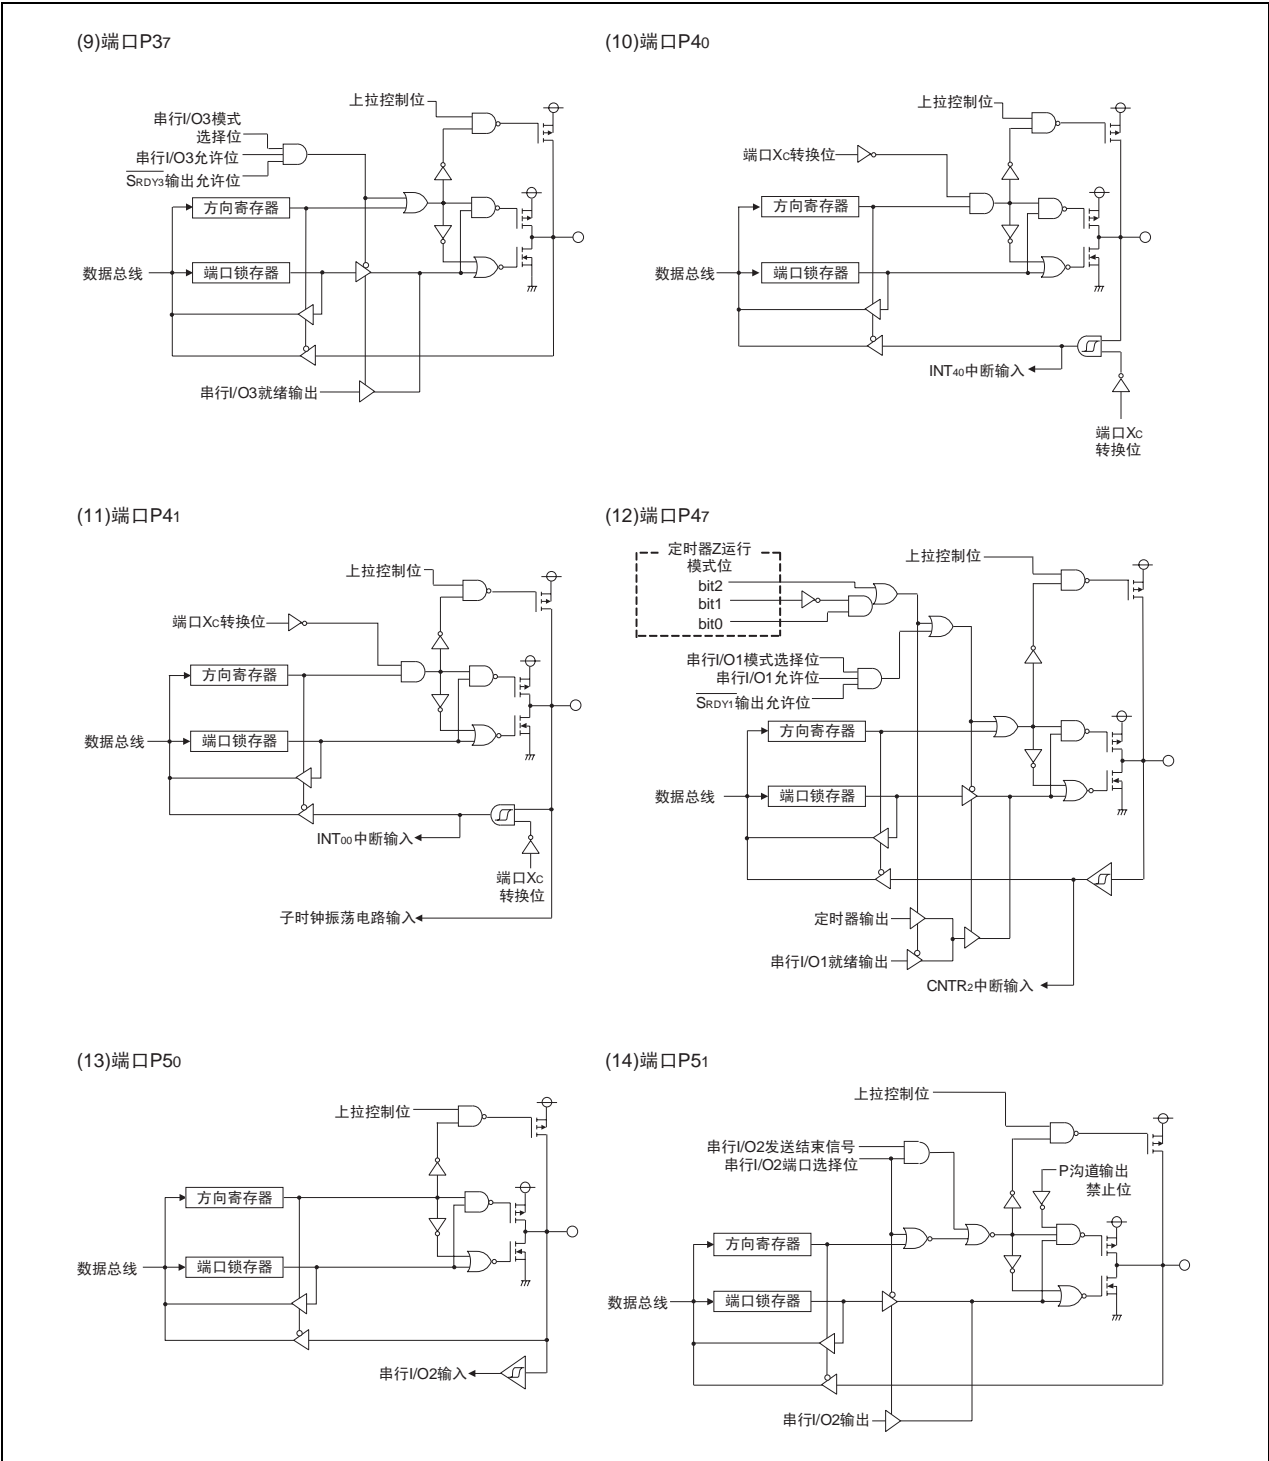 (9)端口P37
上拉控制位
串行I/O3模式
选择位
串行I/O3允许位
SRDY3输出允许位
方向寄存器
数据总线
端口锁存器
串行I/O3就绪输出
(10)端口P40
上拉控制位
端口XC转换位
方向寄存器
数据总线
端口锁存器
INT40中断输入
端口XC
转换位
(11)端口P41
上拉控制位
端口XC转换位
方向寄存器
数据总线
端口锁存器
INT00中断输入
端口XC
转换位
子时钟振荡电路输入
(12)端口P47
定时器Z运行
模式位
bit2
bit1
bit0
上拉控制位
串行I/O1模式选择位
串行I/O1允许位
SRDY1输出允许位
方向寄存器
数据总线
端口锁存器
定时器输出
串行I/O1就绪输出
CNTR2中断输入
(13)端口P50
上拉控制位
方向寄存器
数据总线
端口锁存器
串行I/O2输入
(14)端口P51
上拉控制位
串行I/O2发送结束信号
串行I/O2端口选择位
P沟道输出
禁止位
方向寄存器
数据总线
端口锁存器
串行I/O2输出